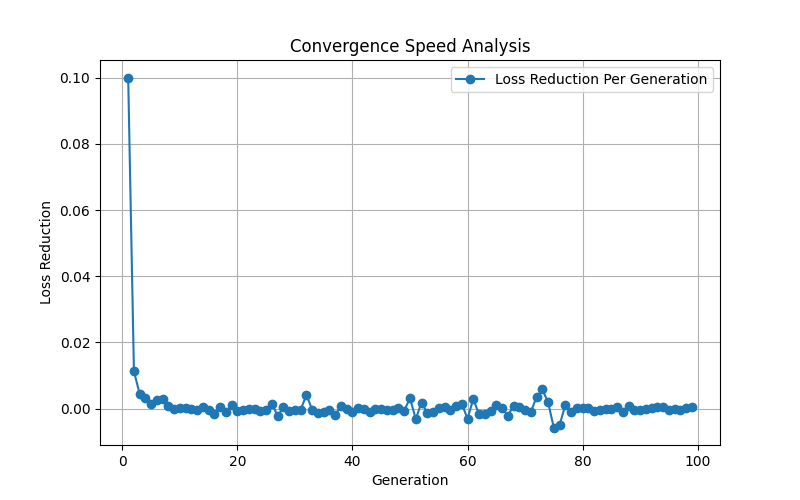 Convergence Speed Analysis
Loss Reduction Per Generation
0.10
0.08
0.06
0.04
0.02
0.00
Loss Reduction
0 20 40 60 80 100
Generation